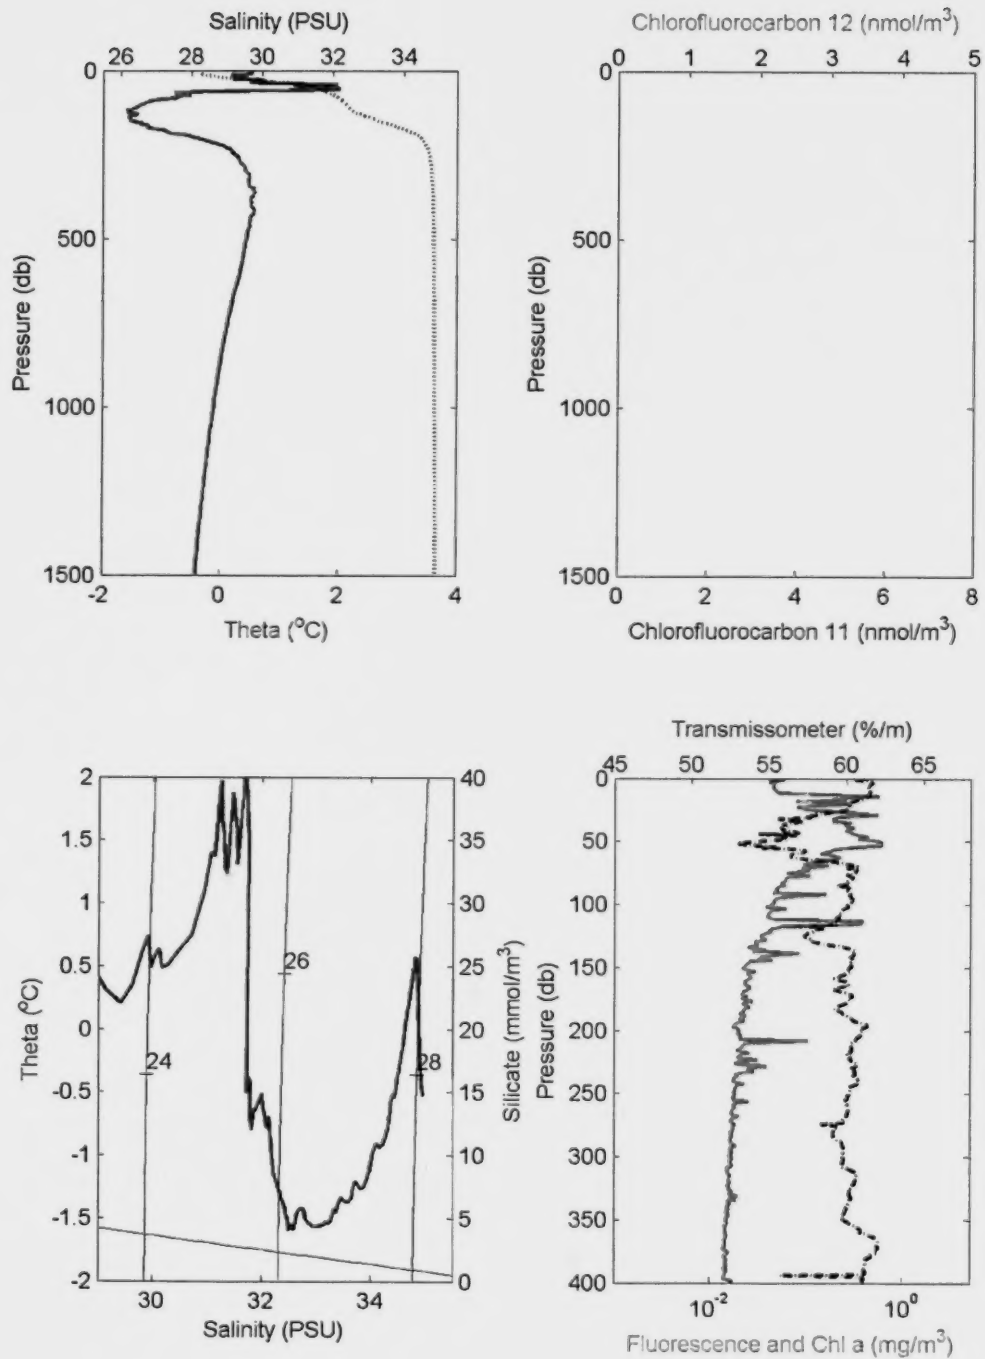 Salinity (PSU)
26 28 30 32 34
0
500
1000
1500
Pressure (db)
-2 0 2 4
Theta (°C)
Chlorofluorocarbon 12 (nmol/m³)
0 1 2 3 4 5
0
500
1000
1500
Pressure (db)
0 2 4 6 8
Chlorofluorocarbon 11 (nmol/m³)
2
1.5
1
0.5
0
-0.5
-1
-1.5
-2
Theta (°C)
24
26
28
40
35
30
25
20
15
10
5
0
Silicate (mmol/m³)
30 32 34
Salinity (PSU)
Transmissometer (%/m)
45 50 55 60 65
0
50
100
150
200
250
300
350
400
Pressure (db)
10⁻² 10⁰
Fluorescence and Chl a (mg/m³)